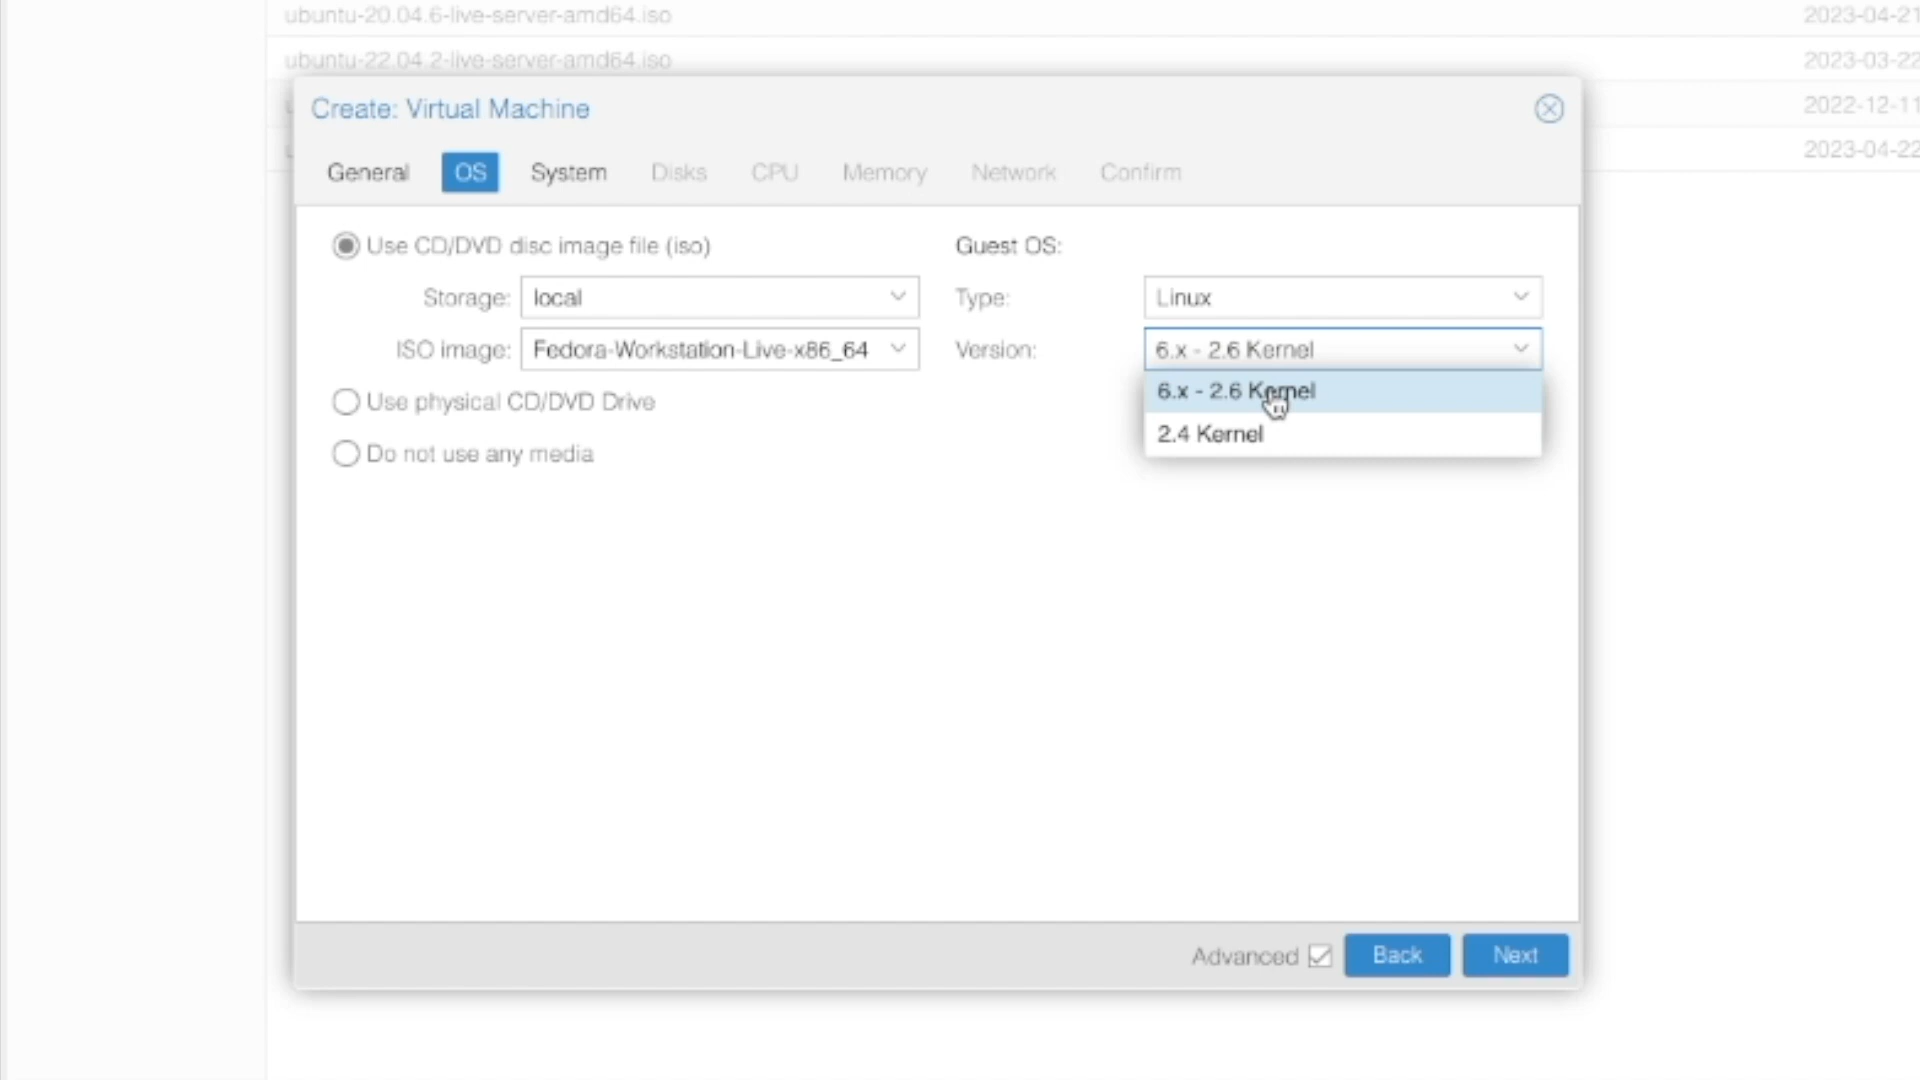 ubuntu-20.04.6-live-server-amd64.iso 2023-04-21
ubuntu-22.04.2-live-server-amd64.iso 2023-03-22
2022-12-11
2023-04-22
Create: Virtual Machine
General OS System Disks CPU Memory Network Confirm
Use CD/DVD disc image file (iso) Guest OS:
Storage: local Type: Linux
ISO image: Fedora-Workstation-Live-x86_64 Version: 6.x - 2.6 Kernel
Use physical CD/DVD Drive 6.x - 2.6 Kernel
Do not use any media 2.4 Kernel
Advanced Back Next